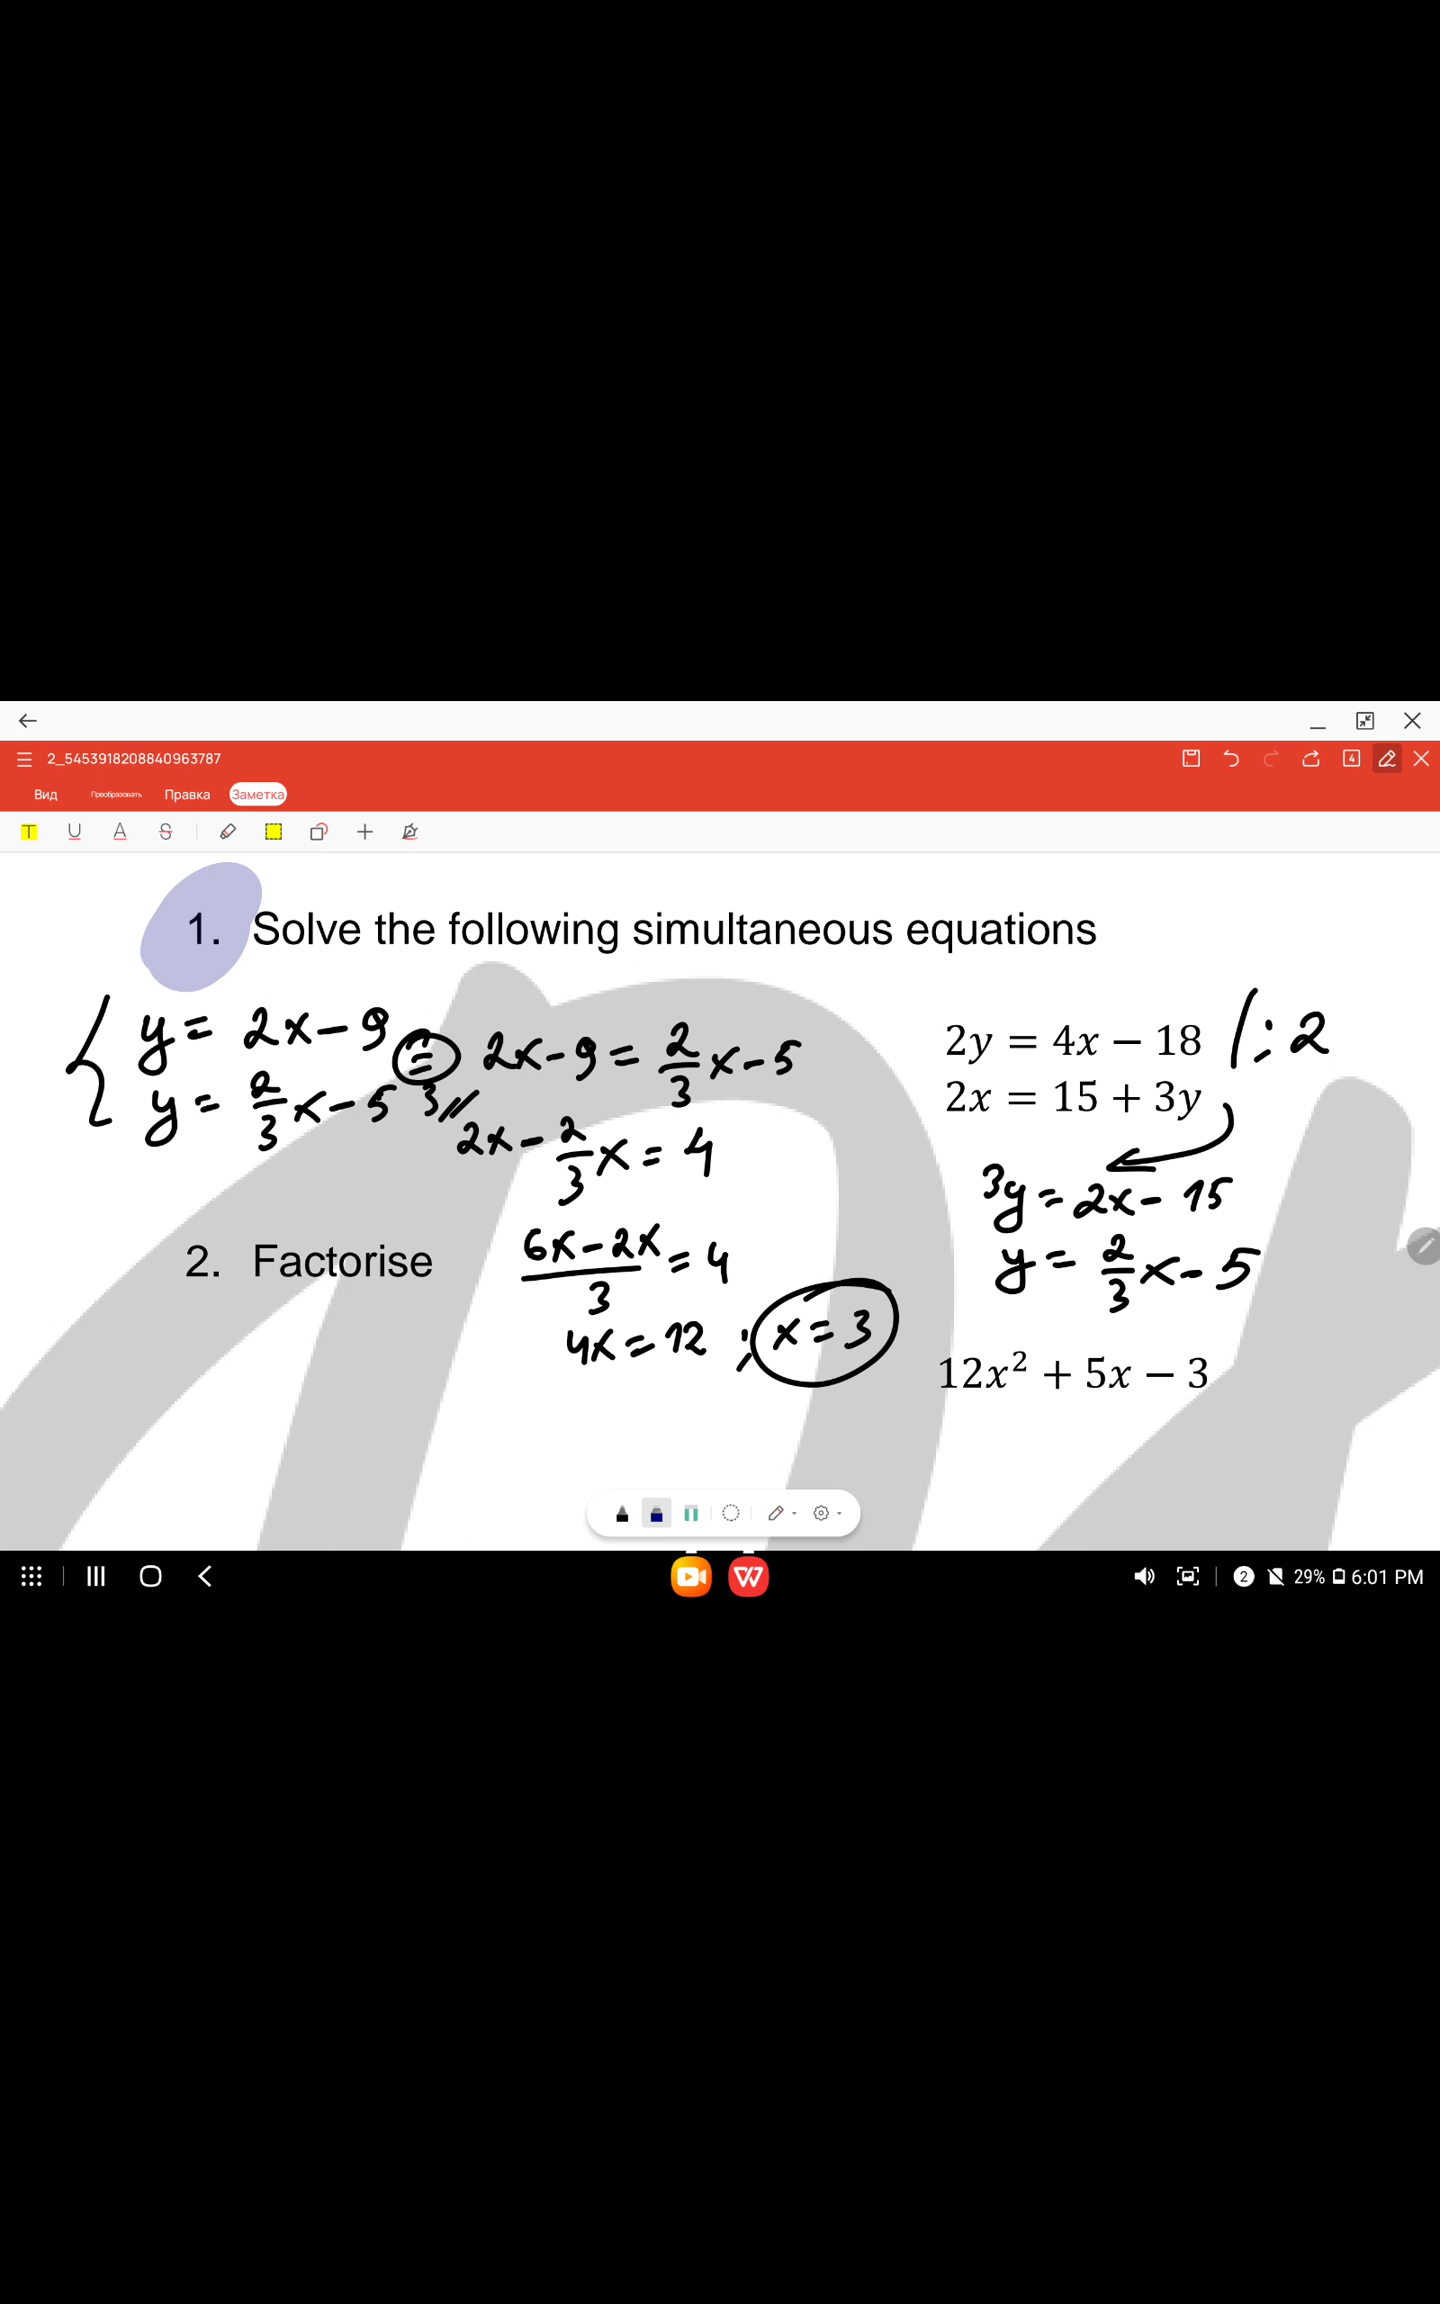 2_5453918208840963787
4
Вид Преобразовать Правка Заметка
T U A S
1. Solve the following simultaneous equations
y = 2x - 9 = 2x - 9 = 2/3 x - 5
y = 2/3 x - 5
2x - 2/3 x = 4
2y = 4x − 18 /: 2
2x = 15 + 3y
3y = 2x - 15
y = 2/3 x - 5
2. Factorise
6x - 2x / 3 = 4
4x = 12 ; x = 3
12x² + 5x − 3
2 29% 6:01 PM